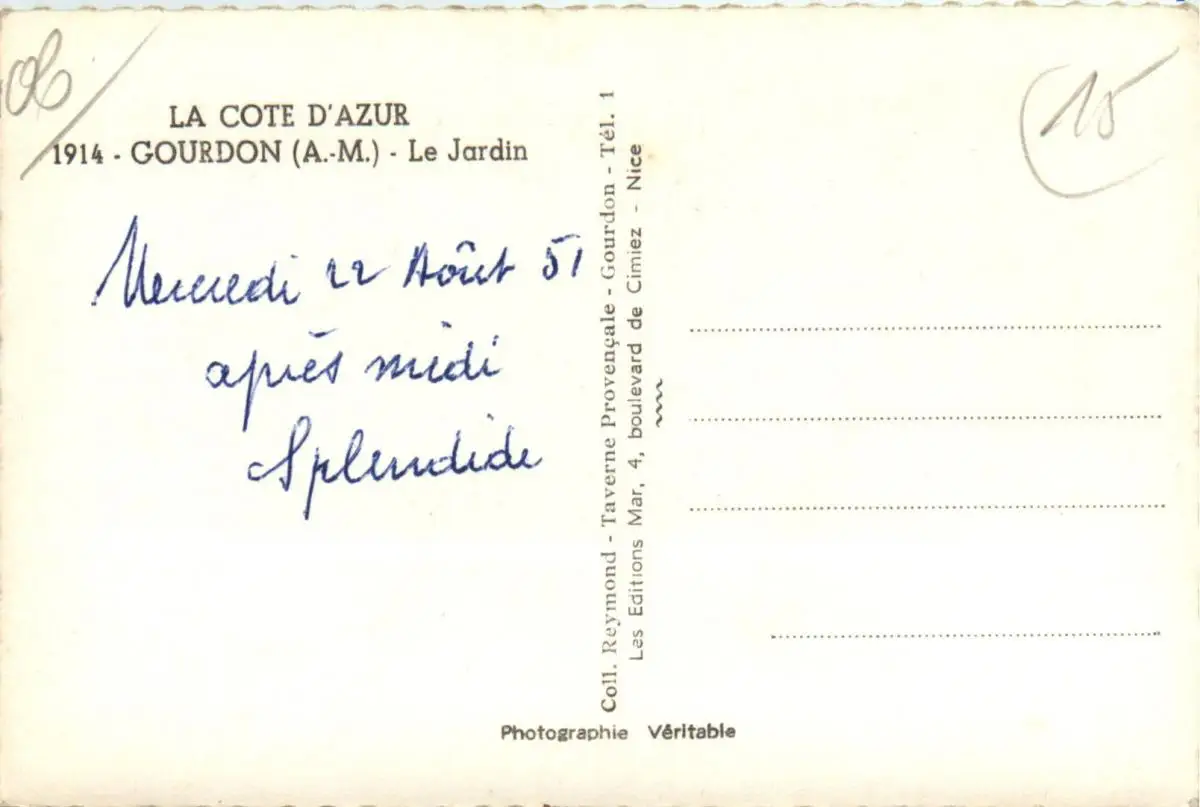 06
LA COTE D'AZUR
1914 - GOURDON (A.-M.) - Le Jardin
Mercredi 22 Août 51
après midi
Splendide
Coll. Reymond - Taverne Provençale - Gourdon - Tél. 1
Les Editions Mar, 4, boulevard de Cimiez - Nice
15
Photographie Véritable